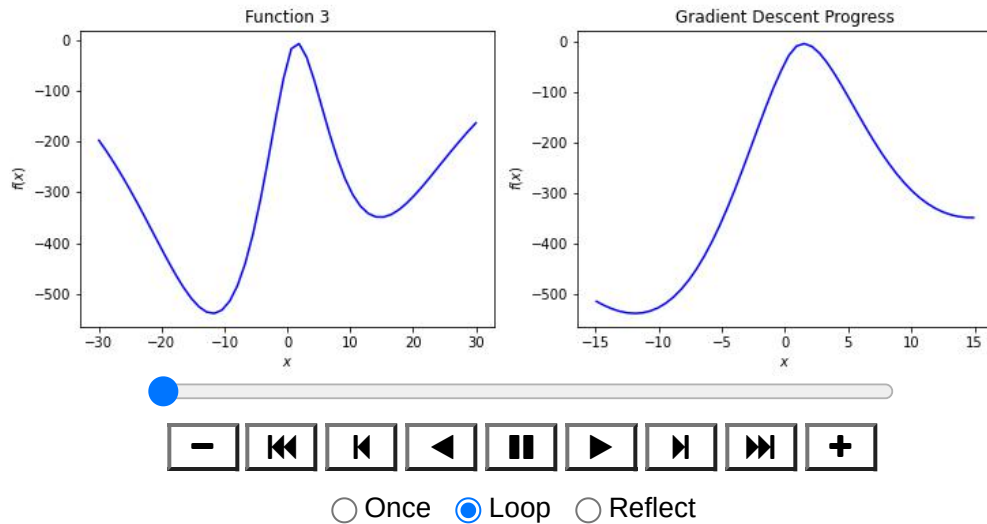 Function 3
0
−100
−200
−300
−400
−500
f(x)
−30 −20 −10 0 10 20 30
x
Gradient Descent Progress
0
−100
−200
−300
−400
−500
f(x)
−15 −10 −5 0 5 10 15
x
Once Loop Reflect